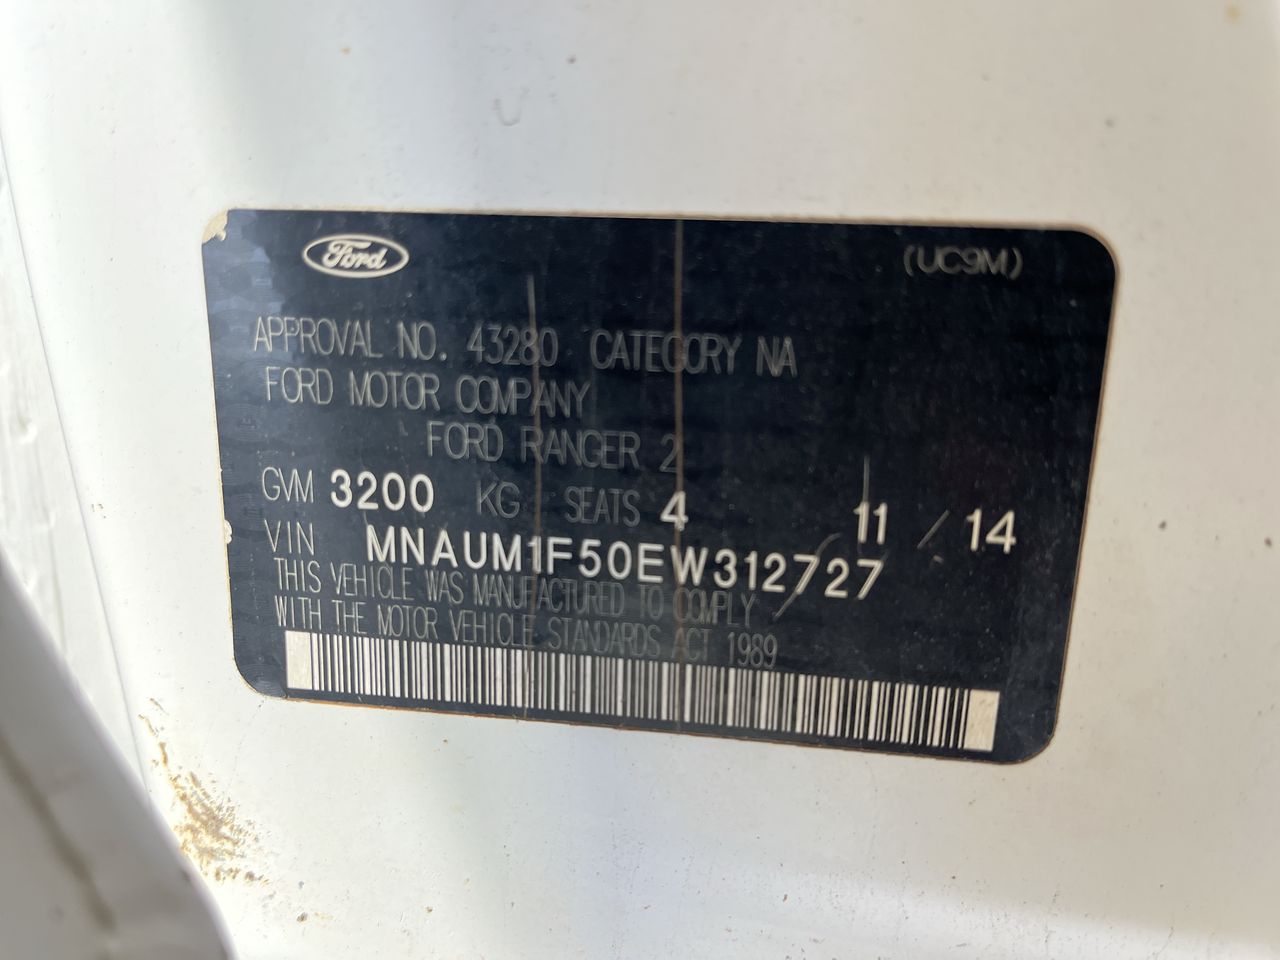 Ford (UC9M)
APPROVAL NO. 43280 CATEGORY NA
FORD MOTOR COMPANY
FORD RANGER 2
GVM 3200 KG SEATS 4 11 / 14
VIN MNAUM1F50EW312727
THIS VEHICLE WAS MANUFACTURED TO COMPLY
WITH THE MOTOR VEHICLE STANDARDS ACT 1989